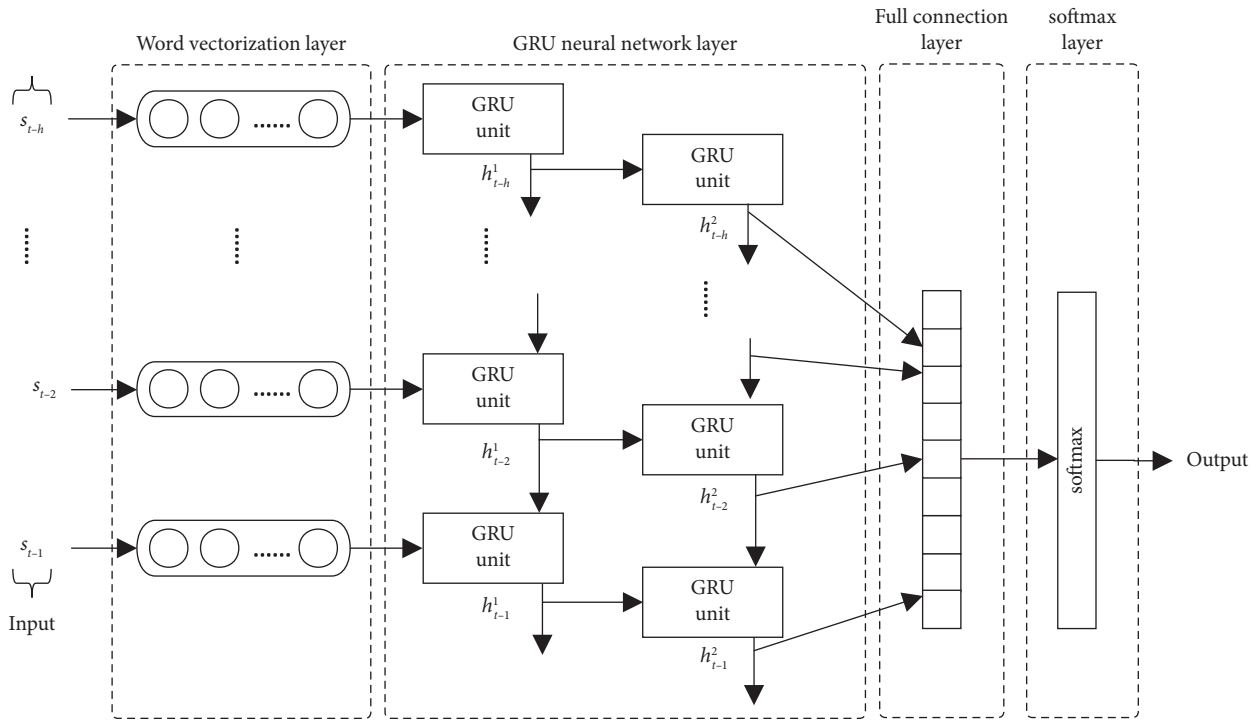 Word vectorization layer
GRU neural network layer
Full connection
layer
softmax
layer
s_{t–h}
......
GRU
unit
h^1_{t–h}
GRU
unit
h^2_{t–h}
......
......
......
......
s_{t–2}
......
GRU
unit
h^1_{t–2}
GRU
unit
h^2_{t–2}
softmax
Output
s_{t–1}
......
GRU
unit
h^1_{t–1}
GRU
unit
h^2_{t–1}
Input